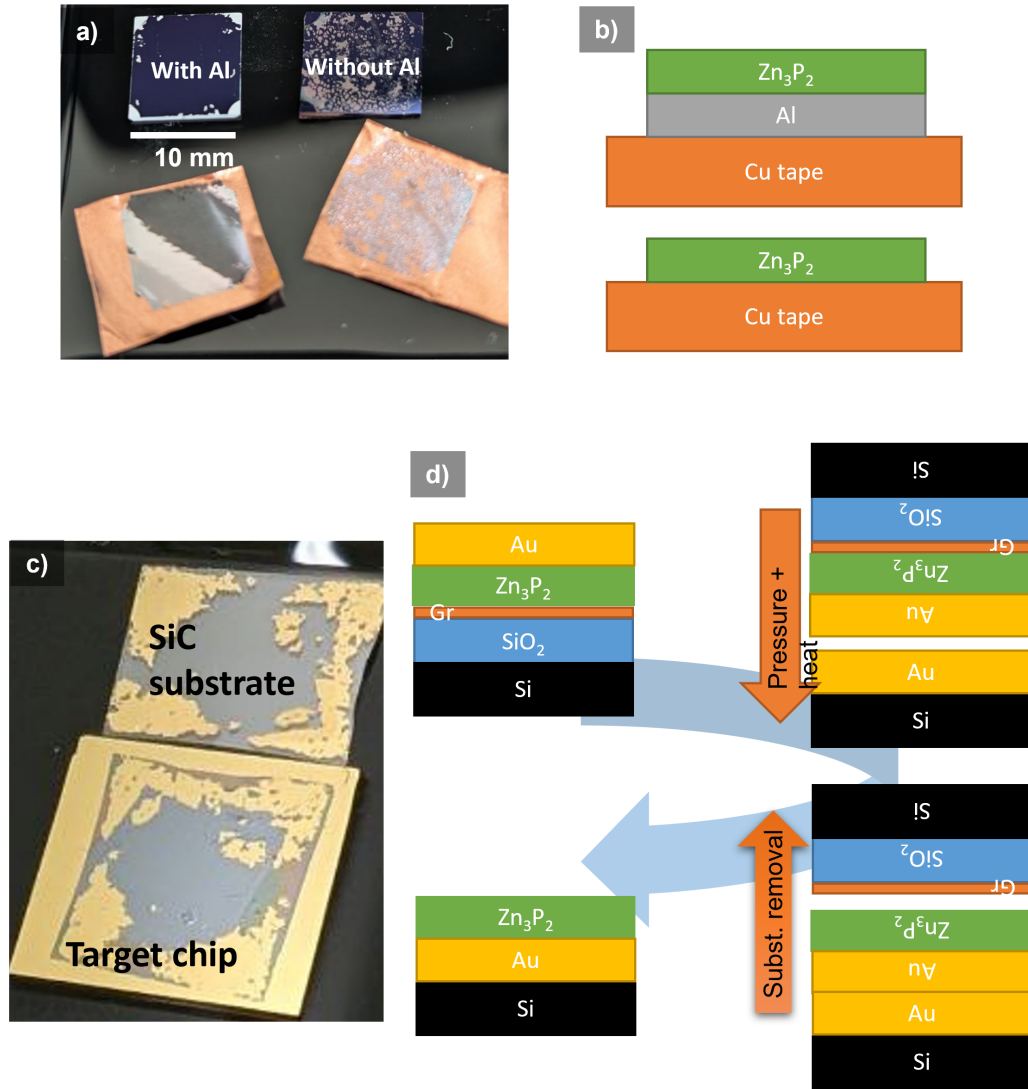 a)
With Al
Without Al
10 mm
b)
Zn₃P₂
Al
Cu tape
Zn₃P₂
Cu tape
c)
SiC
substrate
Target chip
d)
Au
Zn₃P₂
Gr
SiO₂
Si
Pressure +
heat
Si
SiO₂
Gr
Zn₃P₂
Au
Au
Si
Subst. removal
Si
SiO₂
Gr
Zn₃P₂
Au
Au
Si
Zn₃P₂
Au
Si